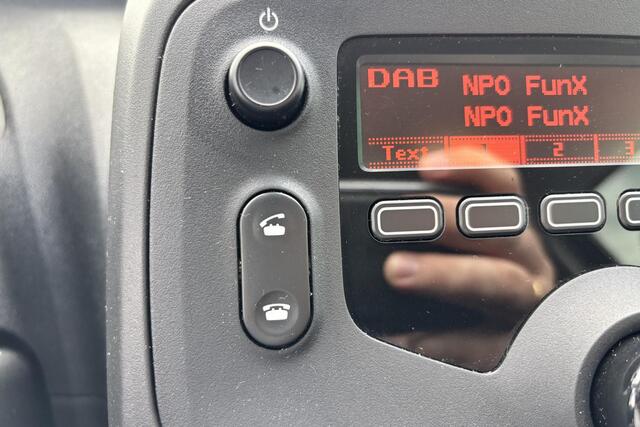 DAB NPO FunX
NPO FunX
Text 1 2 3